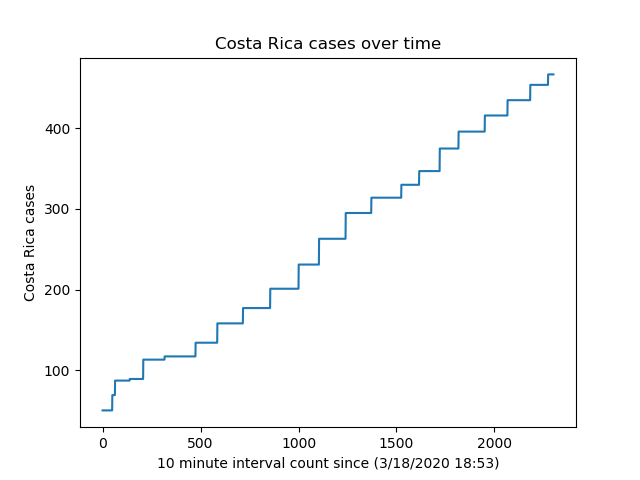 Costa Rica cases over time
400
300
200
100
Costa Rica cases
0 500 1000 1500 2000
10 minute interval count since (3/18/2020 18:53)